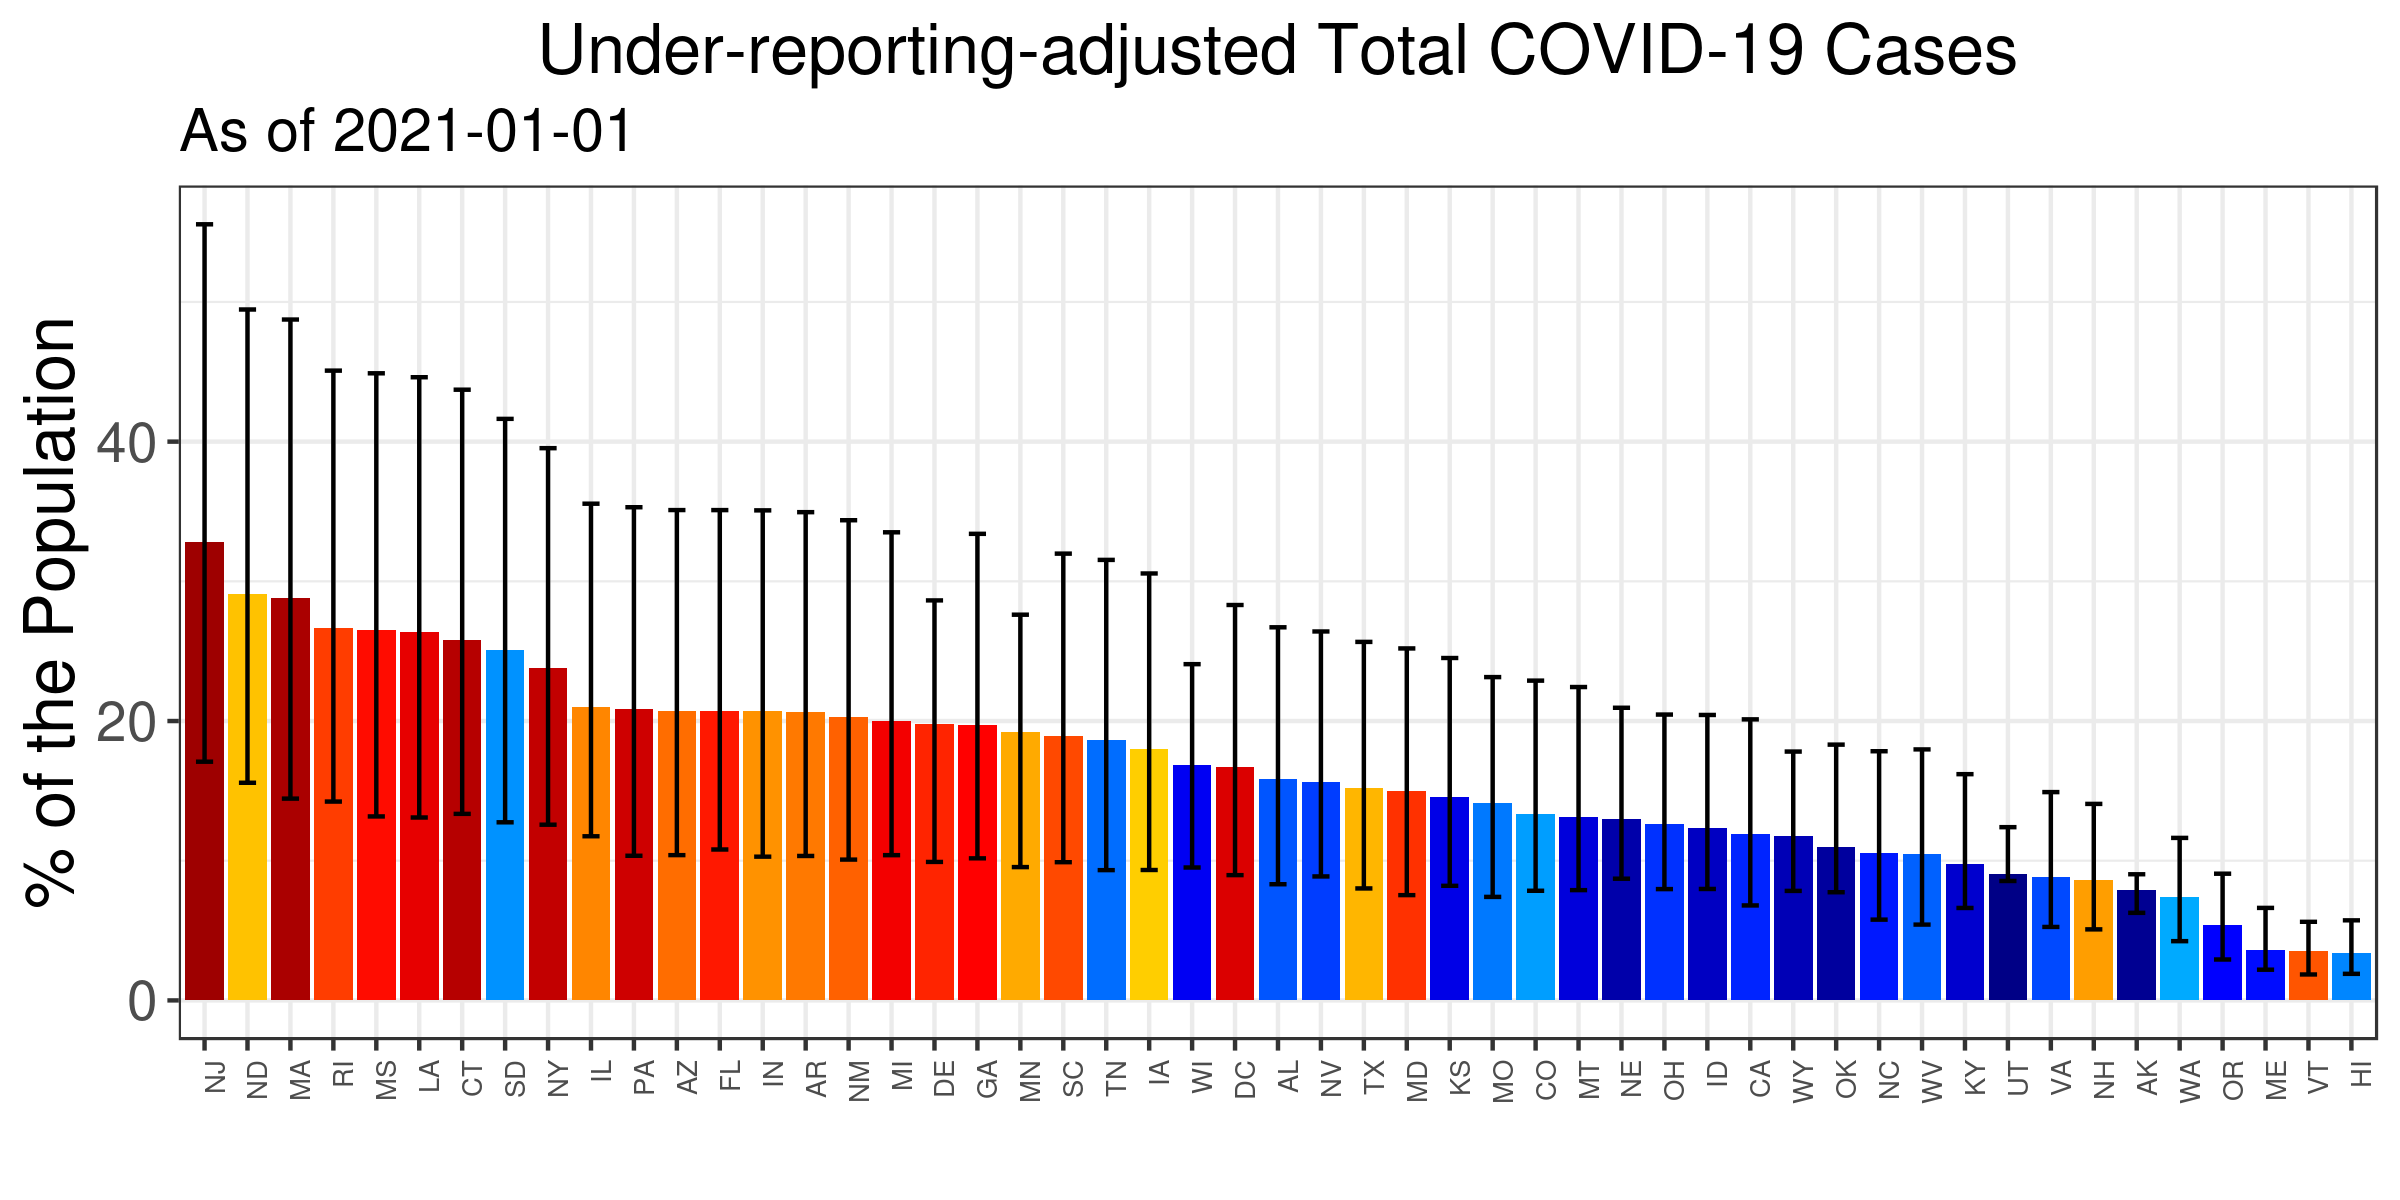 Under-reporting-adjusted Total COVID-19 Cases
As of 2021-01-01
% of the Population
40
20
0
NJ ND MA RI MS LA CT SD NY IL PA AZ FL IN AR NM MI DE GA MN SC TN IA WI DC AL NV TX MD KS MO CO MT NE OH ID CA WY OK NC WV KY UT VA NH AK WA OR ME VT HI